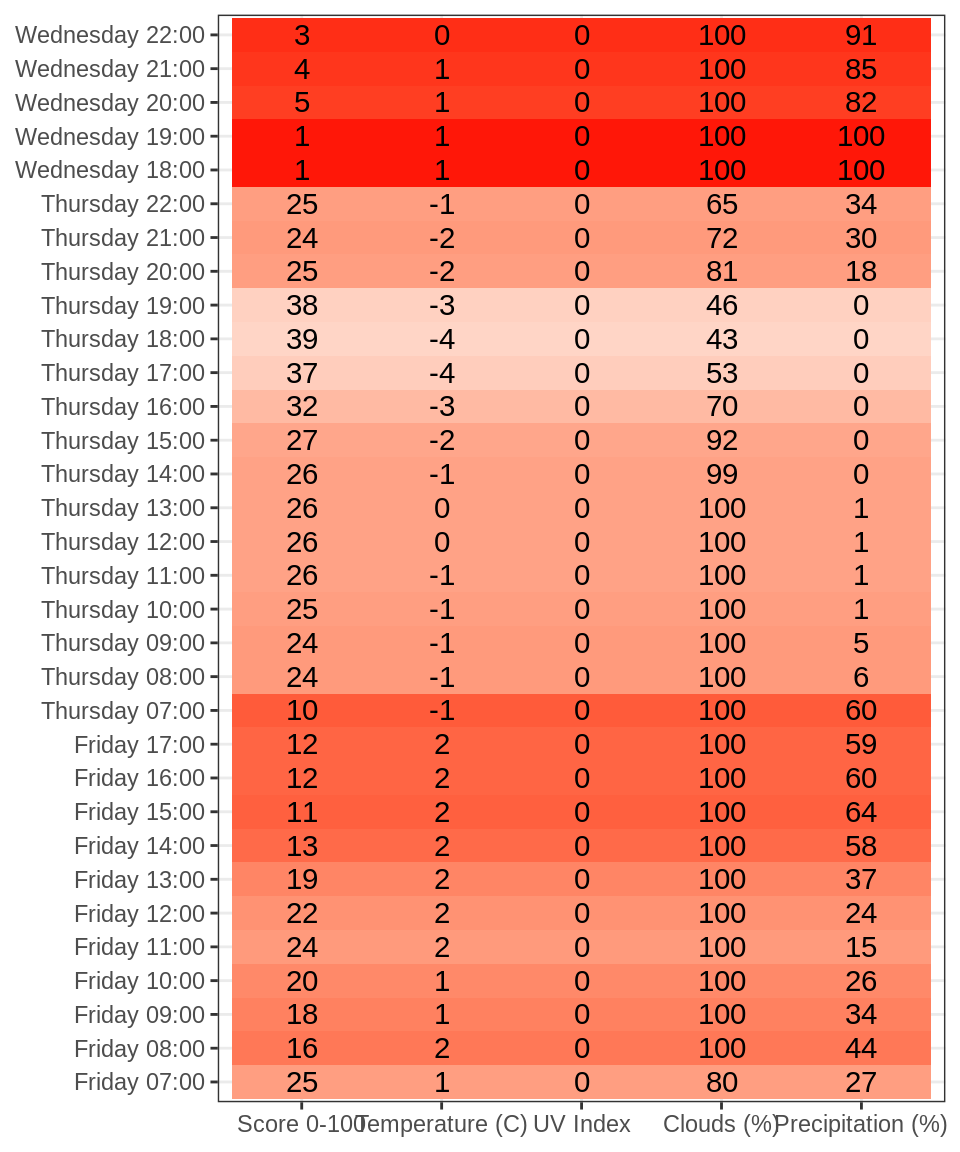 Wednesday 22:00 3 0 0 100 91
Wednesday 21:00 4 1 0 100 85
Wednesday 20:00 5 1 0 100 82
Wednesday 19:00 1 1 0 100 100
Wednesday 18:00 1 1 0 100 100
Thursday 22:00 25 -1 0 65 34
Thursday 21:00 24 -2 0 72 30
Thursday 20:00 25 -2 0 81 18
Thursday 19:00 38 -3 0 46 0
Thursday 18:00 39 -4 0 43 0
Thursday 17:00 37 -4 0 53 0
Thursday 16:00 32 -3 0 70 0
Thursday 15:00 27 -2 0 92 0
Thursday 14:00 26 -1 0 99 0
Thursday 13:00 26 0 0 100 1
Thursday 12:00 26 0 0 100 1
Thursday 11:00 26 -1 0 100 1
Thursday 10:00 25 -1 0 100 1
Thursday 09:00 24 -1 0 100 5
Thursday 08:00 24 -1 0 100 6
Thursday 07:00 10 -1 0 100 60
Friday 17:00 12 2 0 100 59
Friday 16:00 12 2 0 100 60
Friday 15:00 11 2 0 100 64
Friday 14:00 13 2 0 100 58
Friday 13:00 19 2 0 100 37
Friday 12:00 22 2 0 100 24
Friday 11:00 24 2 0 100 15
Friday 10:00 20 1 0 100 26
Friday 09:00 18 1 0 100 34
Friday 08:00 16 2 0 100 44
Friday 07:00 25 1 0 80 27
Score 0-100 Temperature (C) UV Index Clouds (%) Precipitation (%)